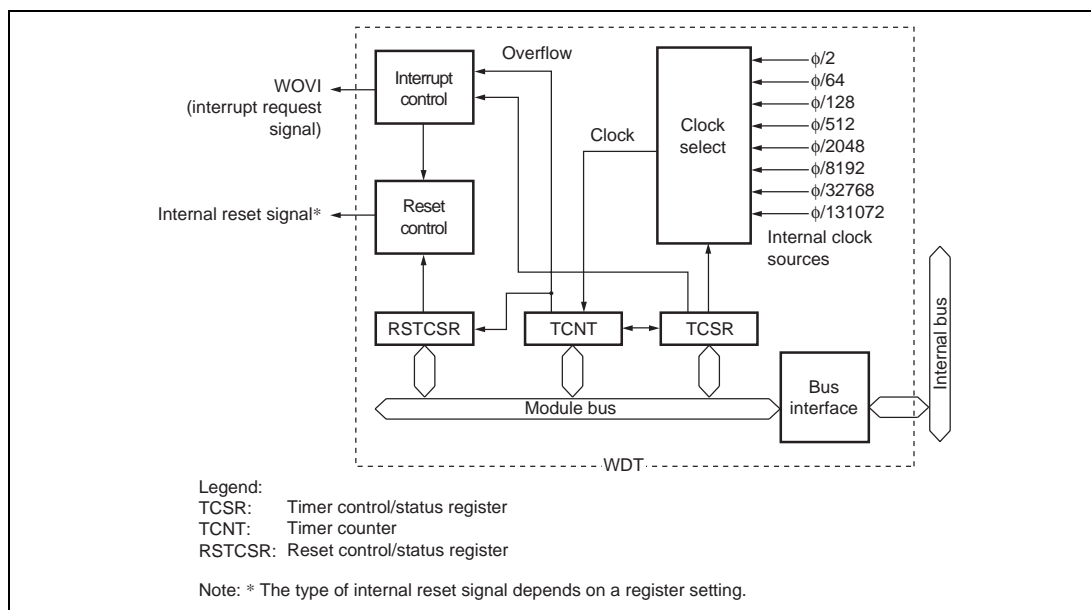 Overflow
WOVI
(interrupt request
signal)
Interrupt
control
Clock
Clock
select
ϕ/2
ϕ/64
ϕ/128
ϕ/512
ϕ/2048
ϕ/8192
ϕ/32768
ϕ/131072
Internal clock
sources
Internal reset signal*
Reset
control
RSTCSR
TCNT
TCSR
Module bus
Bus
interface
Internal bus
WDT
Legend:
TCSR: Timer control/status register
TCNT: Timer counter
RSTCSR: Reset control/status register
Note: * The type of internal reset signal depends on a register setting.